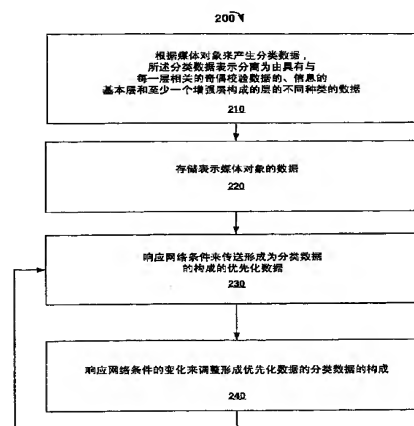 200
根据媒体对象来产生分类数据，
所述分类数据表示分离为由具有与
每一层相关的奇偶校验数据的、信息的
基本层和至少一个增强层构成的层的不同种类的数据
210
存储表示媒体对象的数据
220
响应网络条件来传送形成为分类数据
的构成的优先化数据
230
响应网络条件的变化来调整形成优先化数据的分类数据的构成
240